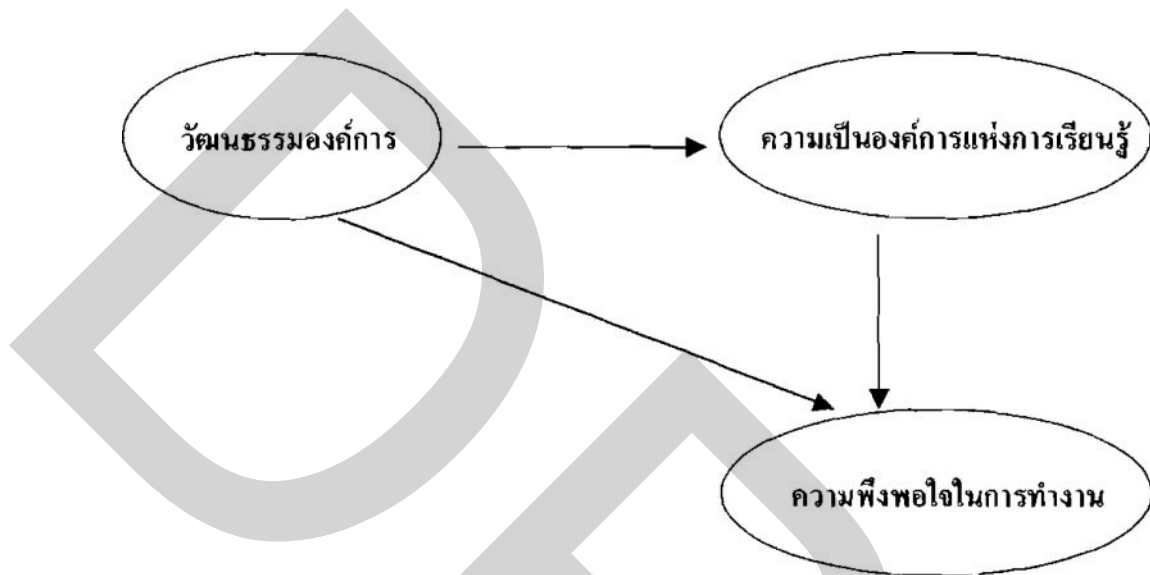 วัฒนธรรมองค์การ
ความเป็นองค์การแห่งการเรียนรู้
ความพึงพอใจในการทำงาน